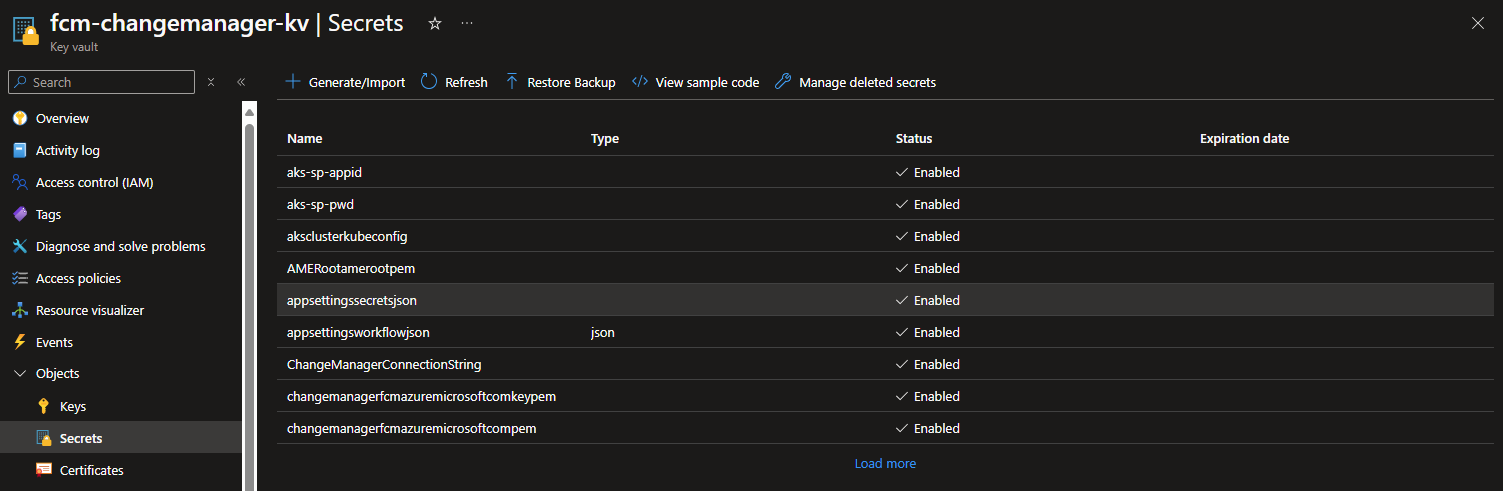 fcm-changemanager-kv | Secrets
Key vault
Search
Overview
Activity log
Access control (IAM)
Tags
Diagnose and solve problems
Access policies
Resource visualizer
Events
Objects
Keys
Secrets
Certificates
Generate/Import Refresh Restore Backup View sample code Manage deleted secrets
Name Type Status Expiration date
aks-sp-appid Enabled
aks-sp-pwd Enabled
aksclusterkubeconfig Enabled
AMERootamerootpem Enabled
appsettingssecretsjson Enabled
appsettingsworkflowjson json Enabled
ChangeManagerConnectionString Enabled
changemanagerfcmazuremicrosoftcomkeypem Enabled
changemanagerfcmazuremicrosoftcompem Enabled
Load more